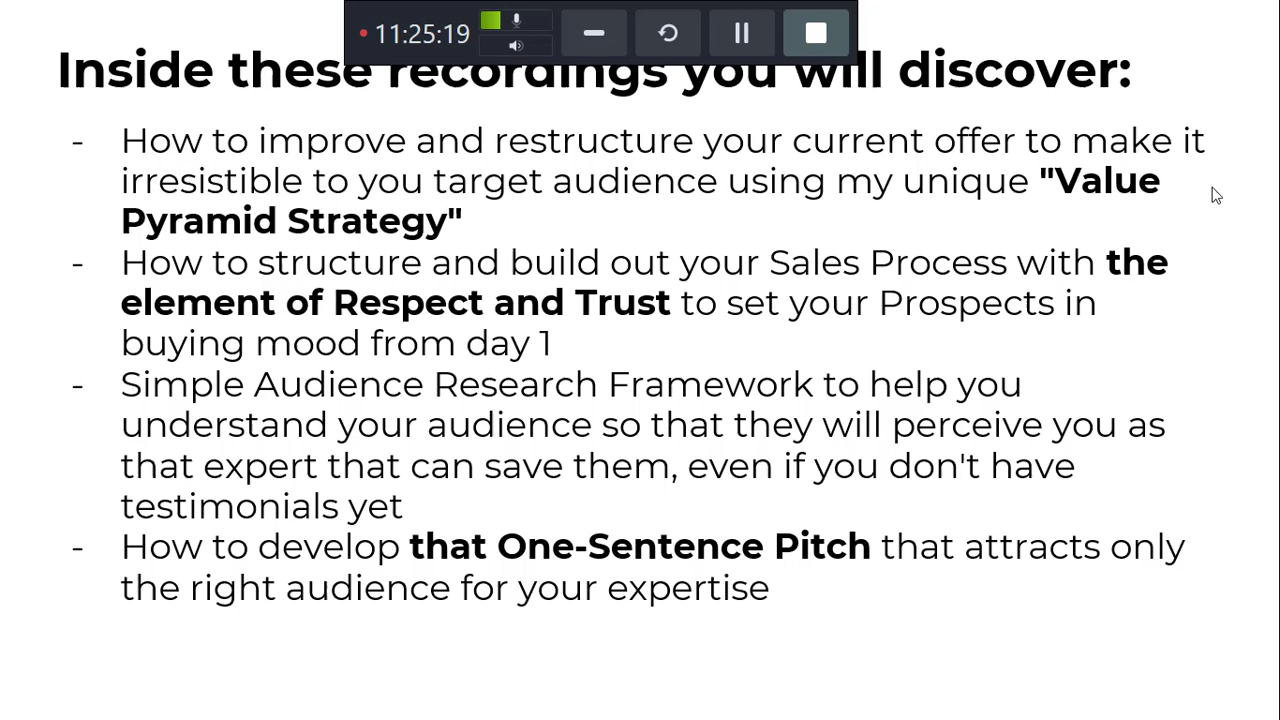 11:25:19
Inside these recordings you will discover:
- How to improve and restructure your current offer to make it
irresistible to you target audience using my unique "Value
Pyramid Strategy"
- How to structure and build out your Sales Process with the
element of Respect and Trust to set your Prospects in
buying mood from day 1
- Simple Audience Research Framework to help you
understand your audience so that they will perceive you as
that expert that can save them, even if you don't have
testimonials yet
- How to develop that One-Sentence Pitch that attracts only
the right audience for your expertise